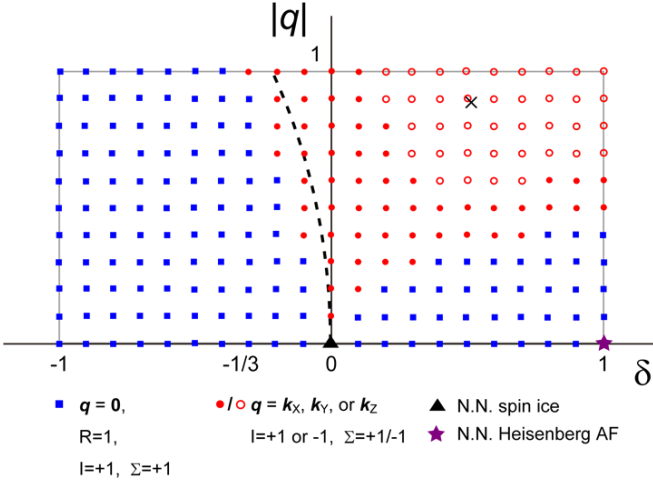 |q|
1
-1
-1/3
0
1
δ
q = 0,
R=1,
I=+1, Σ=+1
/
q = kX, kY, or kZ
I=+1 or -1, Σ=+1/-1
N.N. spin ice
N.N. Heisenberg AF